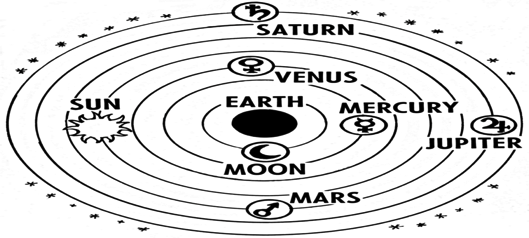 SATURN
VENUS
SUN
EARTH
MERCURY
JUPITER
MOON
MARS